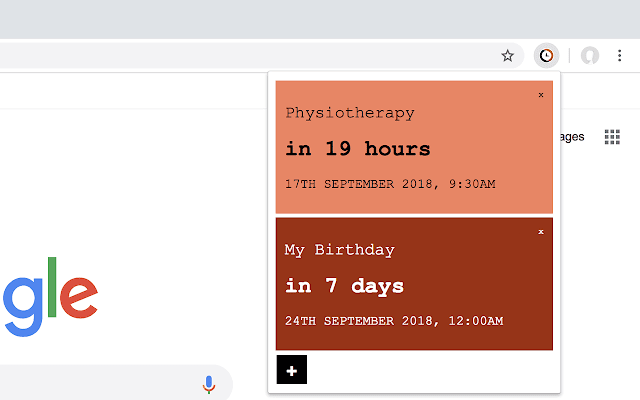 x
Physiotherapy
in 19 hours
17TH SEPTEMBER 2018, 9:30AM
ages
x
My Birthday
in 7 days
24TH SEPTEMBER 2018, 12:00AM
gle
+